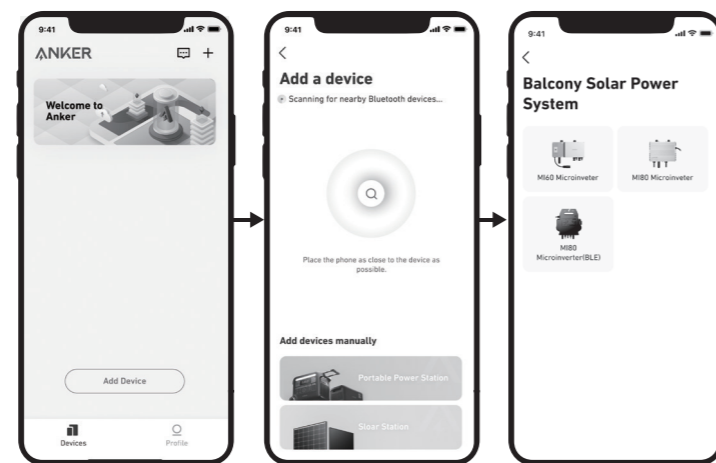 9:41
ANKER
Welcome to
Anker
Add Device
Devices
Profile
9:41
Add a device
Scanning for nearby Bluetooth devices...
Place the phone as close to the device as
possible.
Add devices manually
Portable Power Station
Sloar Station
9:41
Balcony Solar Power
System
MI60 Microinveter
MI80 Microinveter
MI80
Microinverter(BLE)